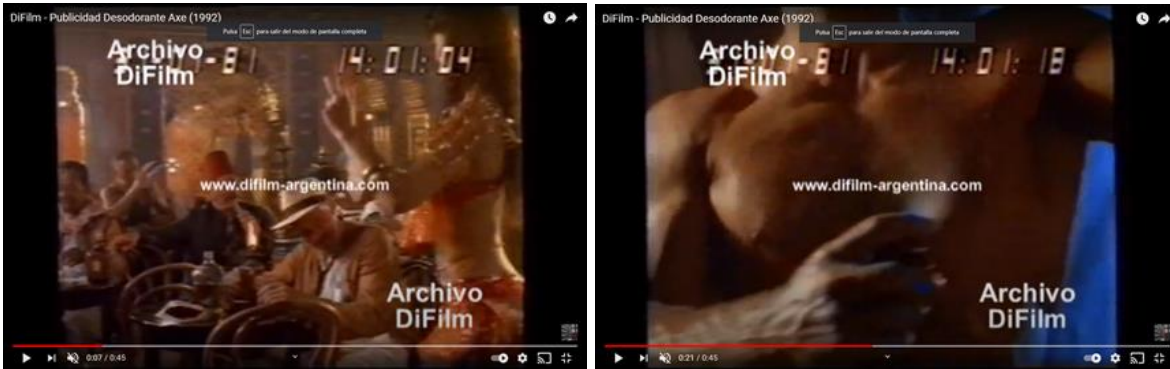 DiFilm - Publicidad Desodorante Axe (1992)
Pulsa Esc para salir del modo de pantalla completa
Archivo
DiFilm
-81 14:01:04
www.difilm-argentina.com
Archivo
DiFilm
0:07 / 0:45
DiFilm - Publicidad Desodorante Axe (1992)
Pulsa Esc para salir del modo de pantalla completa
Archivo
DiFilm
-81 14:01:18
www.difilm-argentina.com
Archivo
DiFilm
0:21 / 0:45